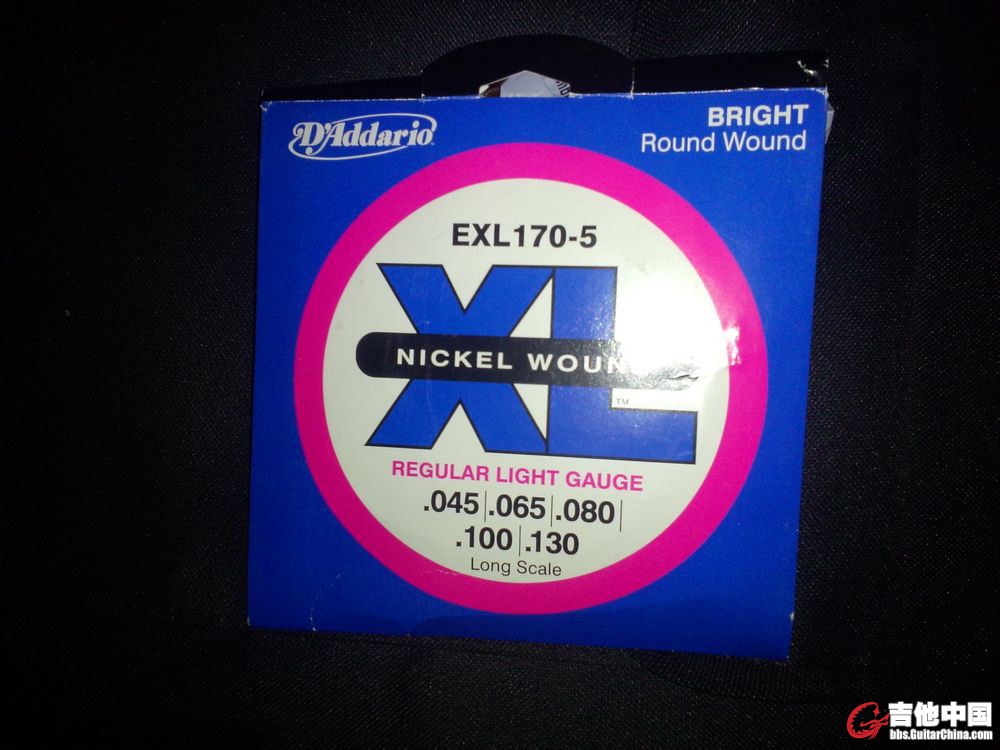 D'Addario
BRIGHT
Round Wound
EXL170-5
XL
NICKEL
TM
REGULAR LIGHT GAUGE
.045|.065|.080|
.100|.130
Long Scale
吉他中国
bbs.GuitarChina.com